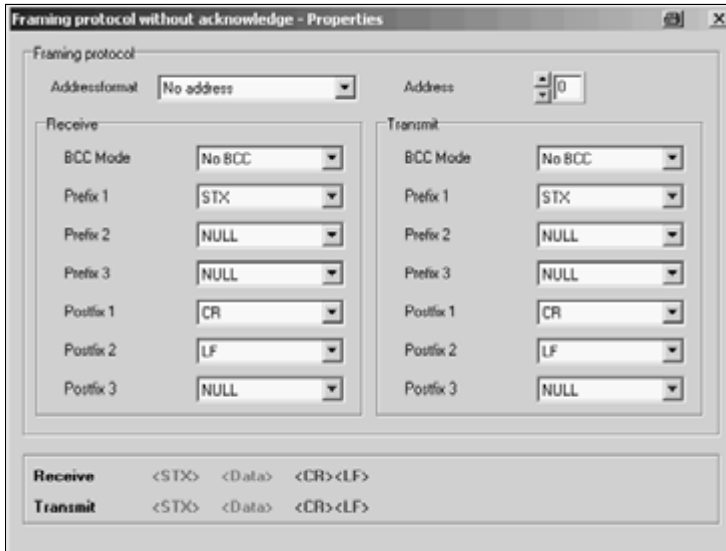 Framing protocol without acknowledge - Properties
X
Framing protocol
Addressformat No address Address 0
Receive Transmit
BCC Mode No BCC BCC Mode No BCC
Prefix 1 STX Prefix 1 STX
Prefix 2 NULL Prefix 2 NULL
Prefix 3 NULL Prefix 3 NULL
Postfix 1 CR Postfix 1 CR
Postfix 2 LF Postfix 2 LF
Postfix 3 NULL Postfix 3 NULL
Receive <STX> <Data> <CR><LF>
Transmit <STX> <Data> <CR><LF>